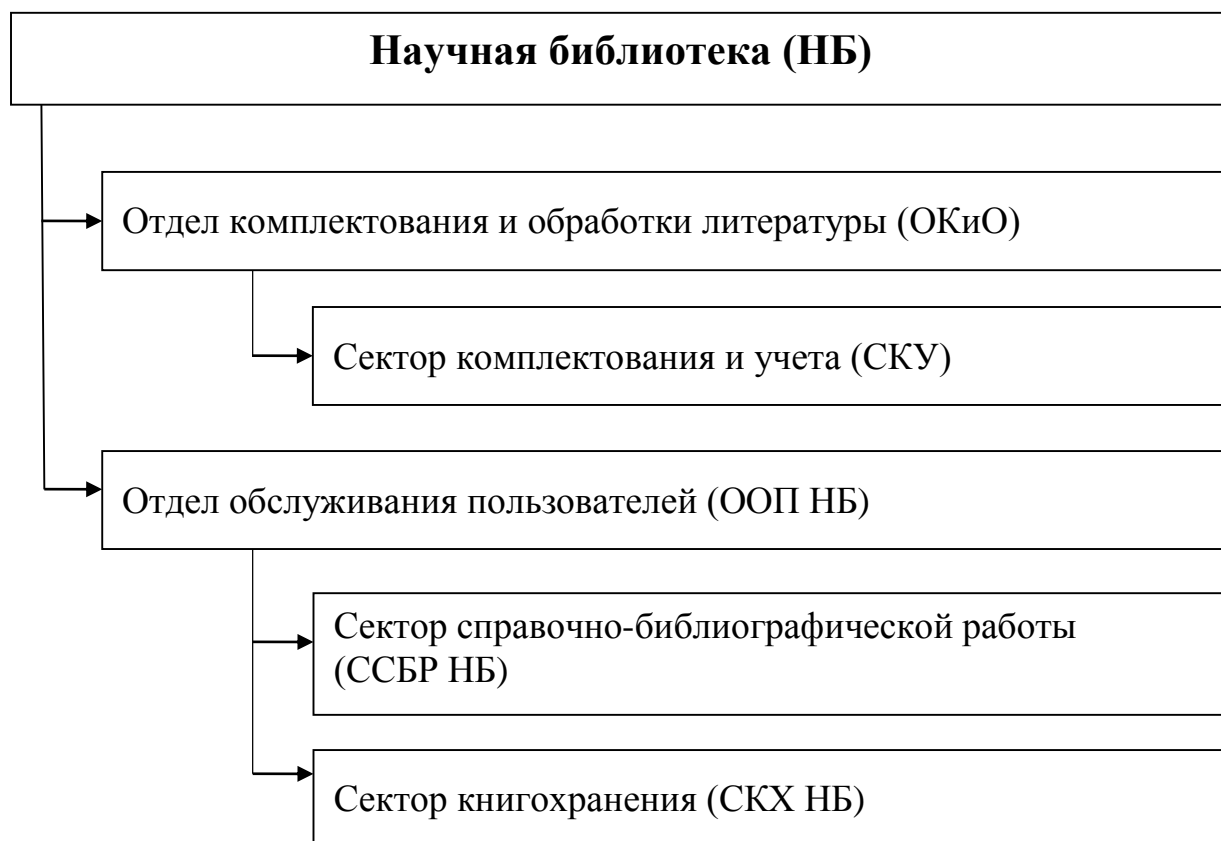 Научная библиотека (НБ)
Отдел комплектования и обработки литературы (ОКиО)
Сектор комплектования и учета (СКУ)
Отдел обслуживания пользователей (ООП НБ)
Сектор справочно-библиографической работы
(ССБР НБ)
Сектор книгохранения (СКХ НБ)